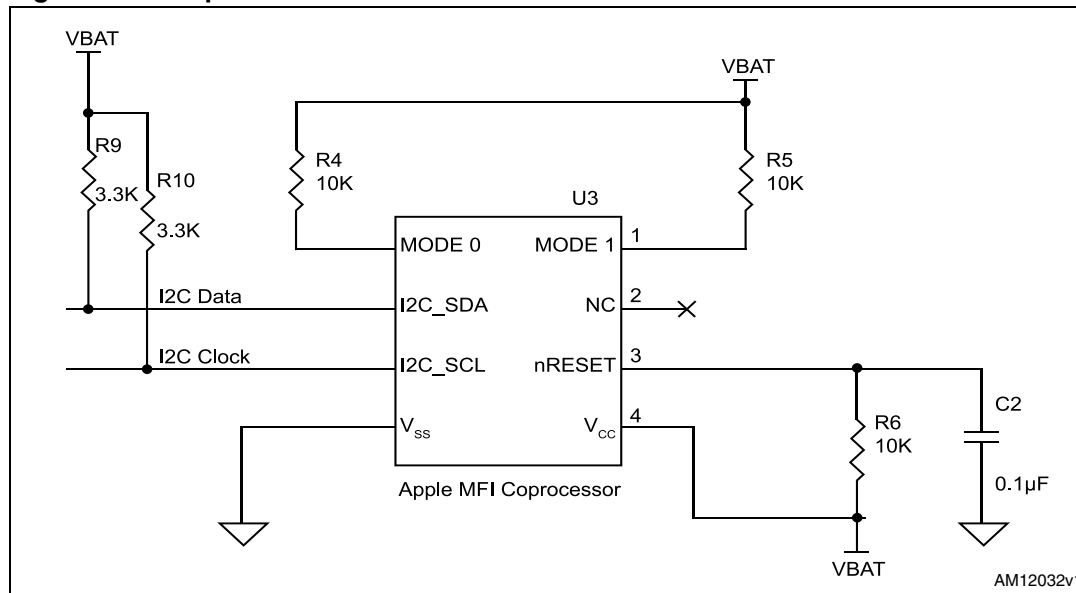 VBAT
VBAT
R9
3.3K
R10
3.3K
R4
10K
R5
10K
U3
MODE 0
MODE 1
1
I2C Data
I2C_SDA
NC
2
I2C Clock
I2C_SCL
nRESET
3
VSS
VCC
4
R6
10K
C2
0.1µF
Apple MFI Coprocessor
VBAT
AM12032v1